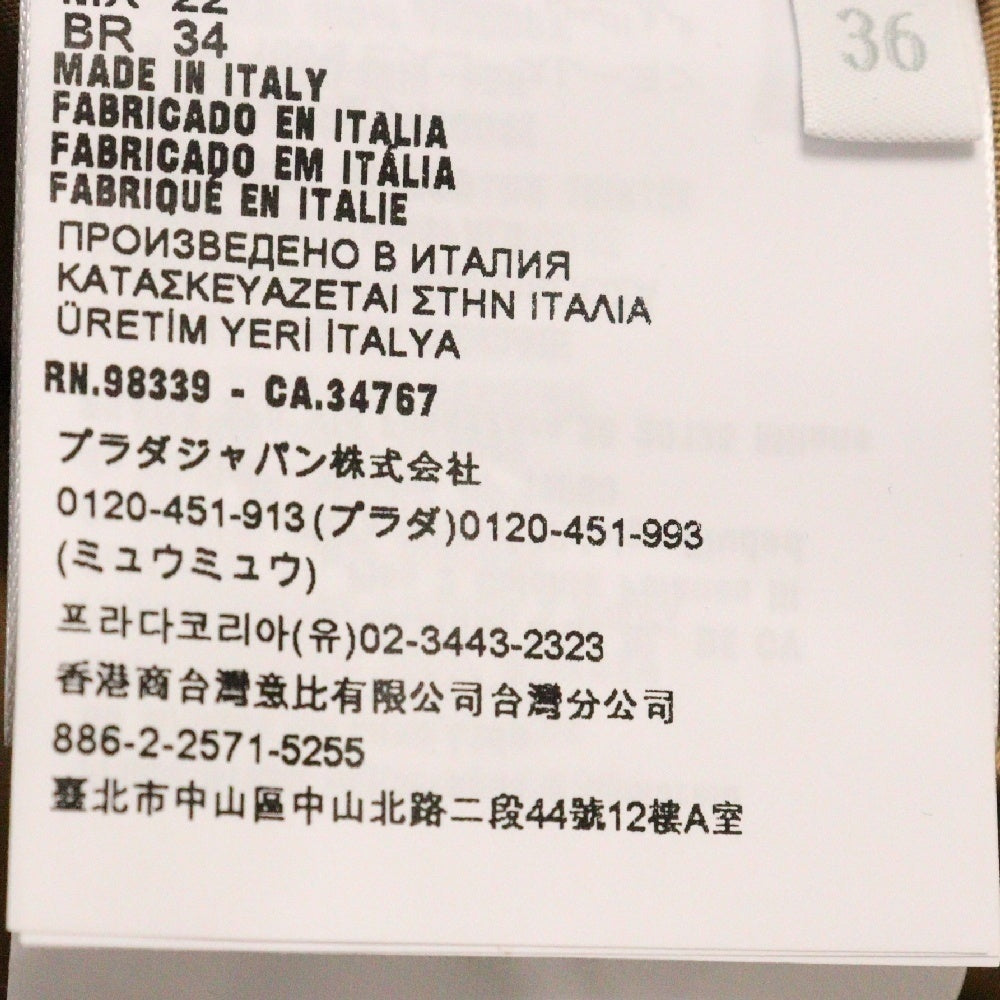 MX 22
BR 34
36
MADE IN ITALY
FABRICADO EN ITALIA
FABRICADO EM ITÁLIA
FABRIQUÉ EN ITALIE
ПРОИЗВЕДЕНО В ИТАЛИЯ
ΚΑΤΑΣΚΕΥΑΖΕΤΑΙ ΣΤΗΝ ΙΤΑΛΙΑ
ÜRETİM YERİ İTALYA
RN.98339 - CA.34767
プラダジャパン株式会社
0120-451-913(プラダ)0120-451-993
(ミュウミュウ)
프라다코리아(유)02-3443-2323
香港商台灣意比有限公司台灣分公司
886-2-2571-5255
臺北市中山區中山北路二段44號12樓A室